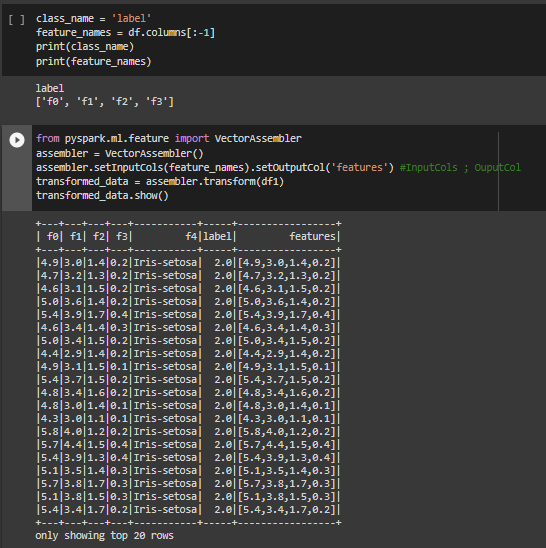 [ ] class_name = 'label'
feature_names = df.columns[:-1]
print(class_name)
print(feature_names)
label
['f0', 'f1', 'f2', 'f3']
from pyspark.ml.feature import VectorAssembler
assembler = VectorAssembler()
assembler.setInputCols(feature_names).setOutputCol('features') #InputCols ; OuputCol
transformed_data = assembler.transform(df1)
transformed_data.show()
+---+---+---+---+-----------+-----+-----------------+
| f0| f1| f2| f3|         f4|label|         features|
+---+---+---+---+-----------+-----+-----------------+
|4.9|3.0|1.4|0.2|Iris-setosa|  2.0|[4.9,3.0,1.4,0.2]|
|4.7|3.2|1.3|0.2|Iris-setosa|  2.0|[4.7,3.2,1.3,0.2]|
|4.6|3.1|1.5|0.2|Iris-setosa|  2.0|[4.6,3.1,1.5,0.2]|
|5.0|3.6|1.4|0.2|Iris-setosa|  2.0|[5.0,3.6,1.4,0.2]|
|5.4|3.9|1.7|0.4|Iris-setosa|  2.0|[5.4,3.9,1.7,0.4]|
|4.6|3.4|1.4|0.3|Iris-setosa|  2.0|[4.6,3.4,1.4,0.3]|
|5.0|3.4|1.5|0.2|Iris-setosa|  2.0|[5.0,3.4,1.5,0.2]|
|4.4|2.9|1.4|0.2|Iris-setosa|  2.0|[4.4,2.9,1.4,0.2]|
|4.9|3.1|1.5|0.1|Iris-setosa|  2.0|[4.9,3.1,1.5,0.1]|
|5.4|3.7|1.5|0.2|Iris-setosa|  2.0|[5.4,3.7,1.5,0.2]|
|4.8|3.4|1.6|0.2|Iris-setosa|  2.0|[4.8,3.4,1.6,0.2]|
|4.8|3.0|1.4|0.1|Iris-setosa|  2.0|[4.8,3.0,1.4,0.1]|
|4.3|3.0|1.1|0.1|Iris-setosa|  2.0|[4.3,3.0,1.1,0.1]|
|5.8|4.0|1.2|0.2|Iris-setosa|  2.0|[5.8,4.0,1.2,0.2]|
|5.7|4.4|1.5|0.4|Iris-setosa|  2.0|[5.7,4.4,1.5,0.4]|
|5.4|3.9|1.3|0.4|Iris-setosa|  2.0|[5.4,3.9,1.3,0.4]|
|5.1|3.5|1.4|0.3|Iris-setosa|  2.0|[5.1,3.5,1.4,0.3]|
|5.7|3.8|1.7|0.3|Iris-setosa|  2.0|[5.7,3.8,1.7,0.3]|
|5.1|3.8|1.5|0.3|Iris-setosa|  2.0|[5.1,3.8,1.5,0.3]|
|5.4|3.4|1.7|0.2|Iris-setosa|  2.0|[5.4,3.4,1.7,0.2]|
+---+---+---+---+-----------+-----+-----------------+
only showing top 20 rows